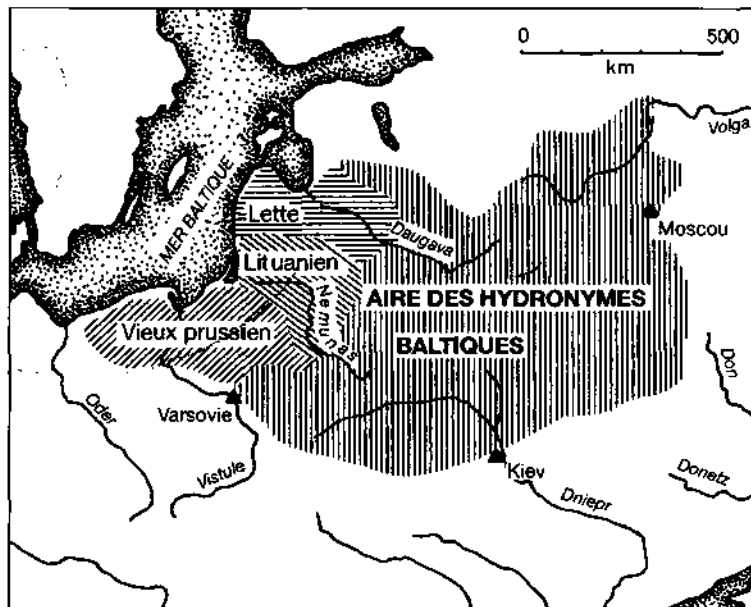 0 500
km
Volga
MER BALTIQUE
Lette
Moscou
Daugava
Lituanien
Nemunas
AIRE DES HYDRONYMES
BALTIQUES
Vieux prussien
Don
Oder
Varsovie
Vistule
Kiev
Donetz
Dniepr